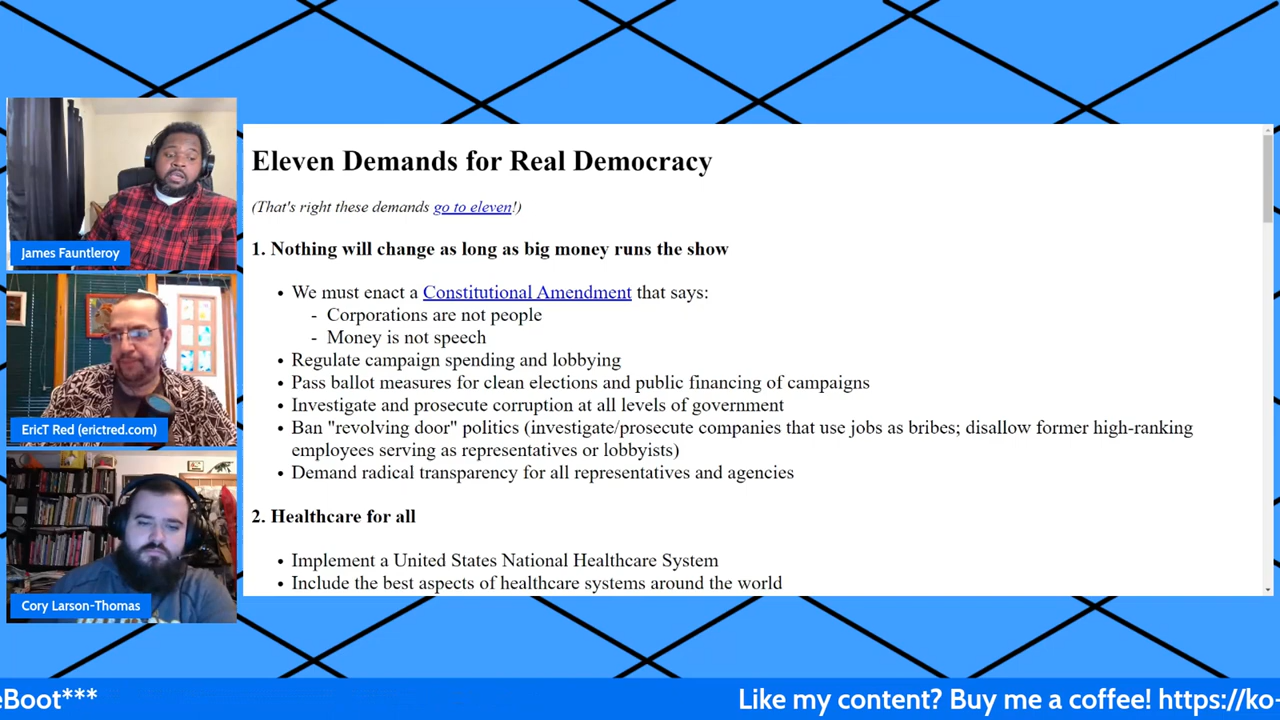 Eleven Demands for Real Democracy
(That's right these demands go to eleven!)
1. Nothing will change as long as big money runs the show
• We must enact a Constitutional Amendment that says:
- Corporations are not people
- Money is not speech
• Regulate campaign spending and lobbying
• Pass ballot measures for clean elections and public financing of campaigns
• Investigate and prosecute corruption at all levels of government
• Ban "revolving door" politics (investigate/prosecute companies that use jobs as bribes; disallow former high-ranking
employees serving as representatives or lobbyists)
• Demand radical transparency for all representatives and agencies
2. Healthcare for all
• Implement a United States National Healthcare System
• Include the best aspects of healthcare systems around the world
James Fauntleroy
EricT Red (erictred.com)
Cory Larson-Thomas
eBoot*** Like my content? Buy me a coffee! https://ko-